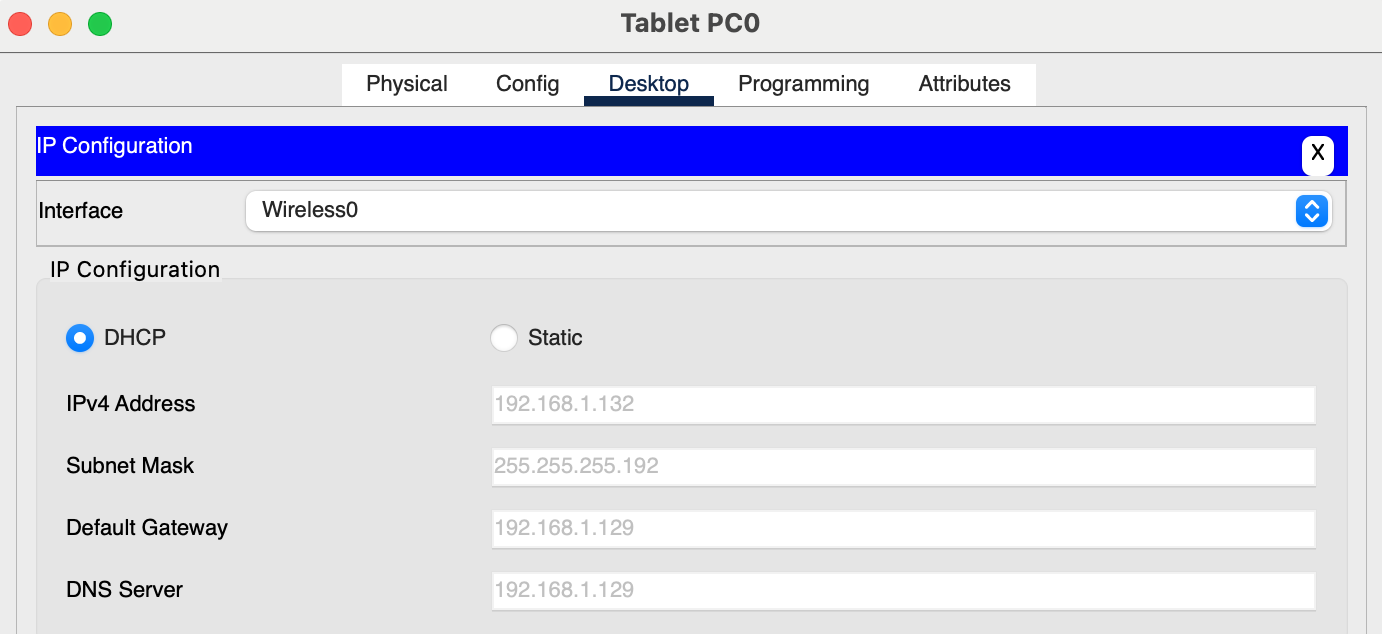 Tablet PC0
Physical Config Desktop Programming Attributes
IP Configuration X
Interface Wireless0
IP Configuration
DHCP Static
IPv4 Address 192.168.1.132
Subnet Mask 255.255.255.192
Default Gateway 192.168.1.129
DNS Server 192.168.1.129